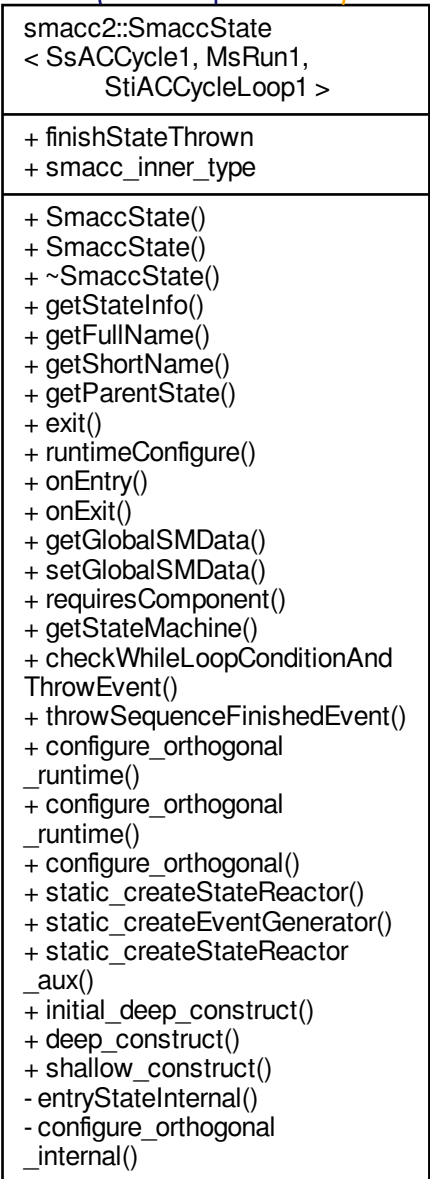 smacc2::SmaccState
< SsACCycle1, MsRun1,
StiACCycleLoop1 >
+ finishStateThrown
+ smacc_inner_type
+ SmaccState()
+ SmaccState()
+ ~SmaccState()
+ getStateInfo()
+ getFullName()
+ getShortName()
+ getParentState()
+ exit()
+ runtimeConfigure()
+ onEntry()
+ onExit()
+ getGlobalSMData()
+ setGlobalSMData()
+ requiresComponent()
+ getStateMachine()
+ checkWhileLoopConditionAnd
ThrowEvent()
+ throwSequenceFinishedEvent()
+ configure_orthogonal
_runtime()
+ configure_orthogonal
_runtime()
+ configure_orthogonal()
+ static_createStateReactor()
+ static_createEventGenerator()
+ static_createStateReactor
_aux()
+ initial_deep_construct()
+ deep_construct()
+ shallow_construct()
- entryStateInternal()
- configure_orthogonal
_internal()